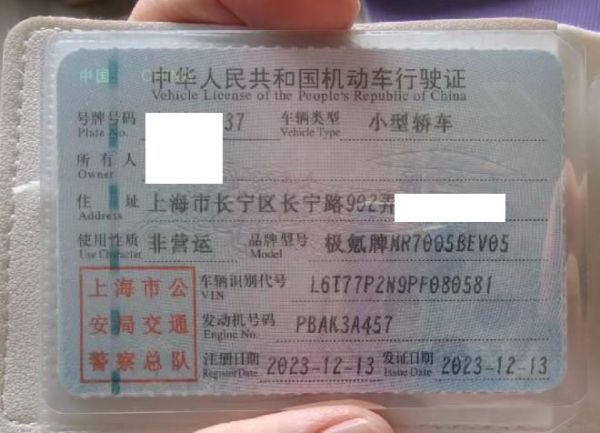 中华人民共和国机动车行驶证
Vehicle License of the People's Republic of China
号牌号码 37 车辆类型 小型轿车
Plate No. Vehicle Type
所有人
Owner
住址 上海市长宁区长宁路902弄
Address
使用性质 非营运 品牌型号 极氪牌MR7005BEV05
Use Character Model
上海市公 车辆识别代号 L6T77P2N9PF080581
VIN
安局交通 发动机号码 PBAK3A457
Engine No.
警察总队 注册日期 2023-12-13 发证日期 2023-12-13
Register Date Issue Date